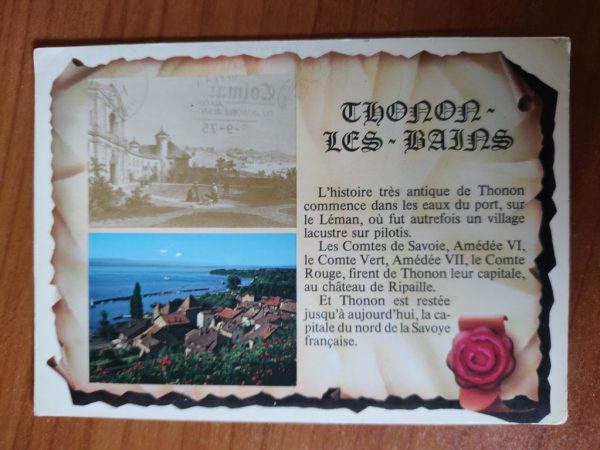 THONON-
LES-BAINS
L'histoire très antique de Thonon
commence dans les eaux du port, sur
le Léman, où fut autrefois un village
lacustre sur pilotis.
Les Comtes de Savoie, Amédée VI,
le Comte Vert, Amédée VII, le Comte
Rouge, firent de Thonon leur capitale,
au château de Ripaille.
Et Thonon est restée
jusqu'à aujourd'hui, la ca-
pitale du nord de la Savoye
française.
Colmar
-9-75